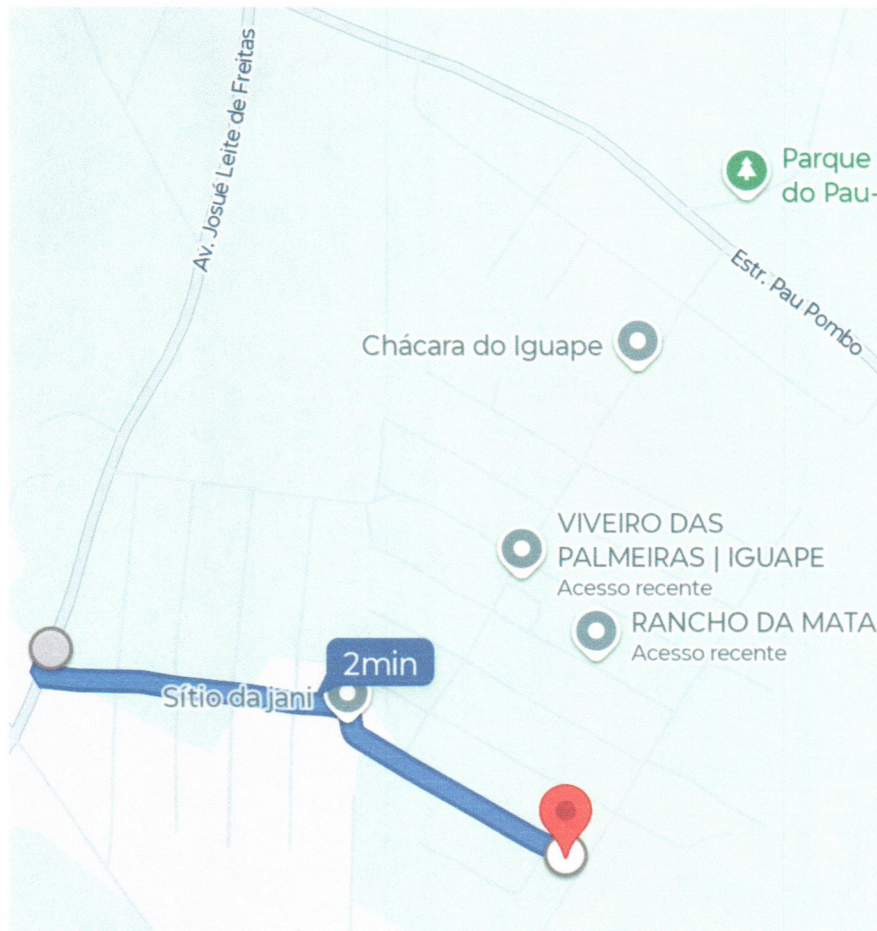 Av. Josué Leite de Freitas
Parque
do Pau-
Estr. Pau Pombo
Chácara do Iguape
VIVEIRO DAS
PALMEIRAS | IGUAPE
Acesso recente
RANCHO DA MATA
Acesso recente
2min
Sítio da jani